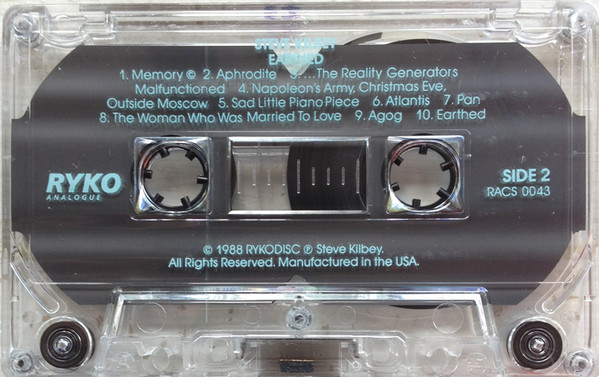 STEVE KILBEY
EARTHED
1. Memory © 2. Aphrodite 3. ...The Reality Generators
Malfunctioned 4. Napoleon's Army, Christmas Eve,
Outside Moscow 5. Sad Little Piano Piece 6. Atlantis 7. Pan
8. The Woman Who Was Married To Love 9. Agog 10. Earthed
RYKO
ANALOGUE
SIDE 2
RACS 0043
© 1988 RYKODISC ℗ Steve Kilbey.
All Rights Reserved. Manufactured in the USA.